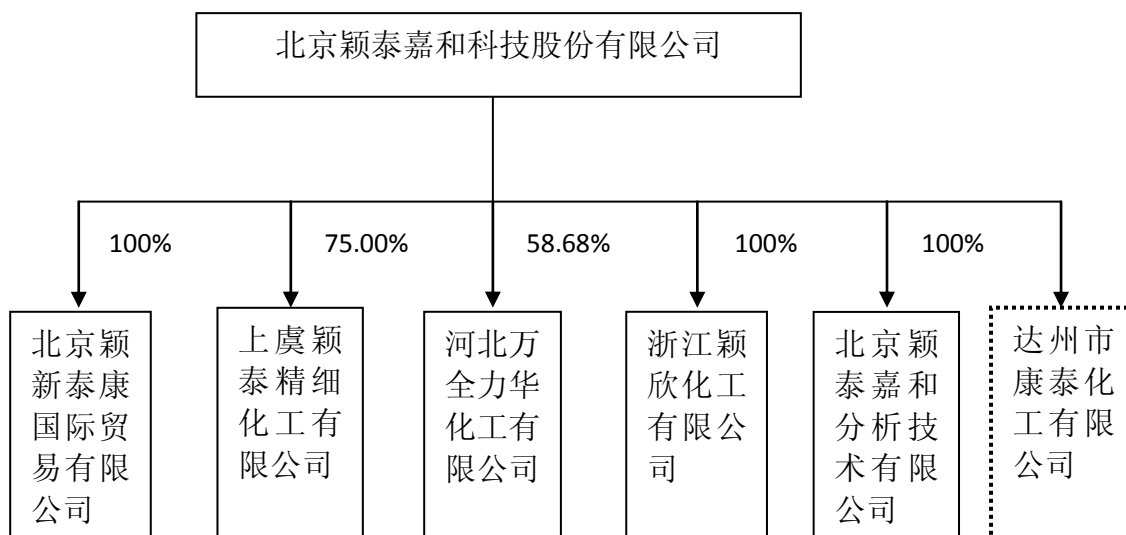 北京颖泰嘉和科技股份有限公司
100%
75.00%
58.68%
100%
100%
北京颖
新泰康
国际贸
易有限
公司
上虞颖
泰精细
化工有
限公司
河北万
全力华
化工有
限公司
浙江颖
欣化工
有限公
司
北京颖
泰嘉和
分析技
术有限
公司
达州市
康泰化
工有限
公司